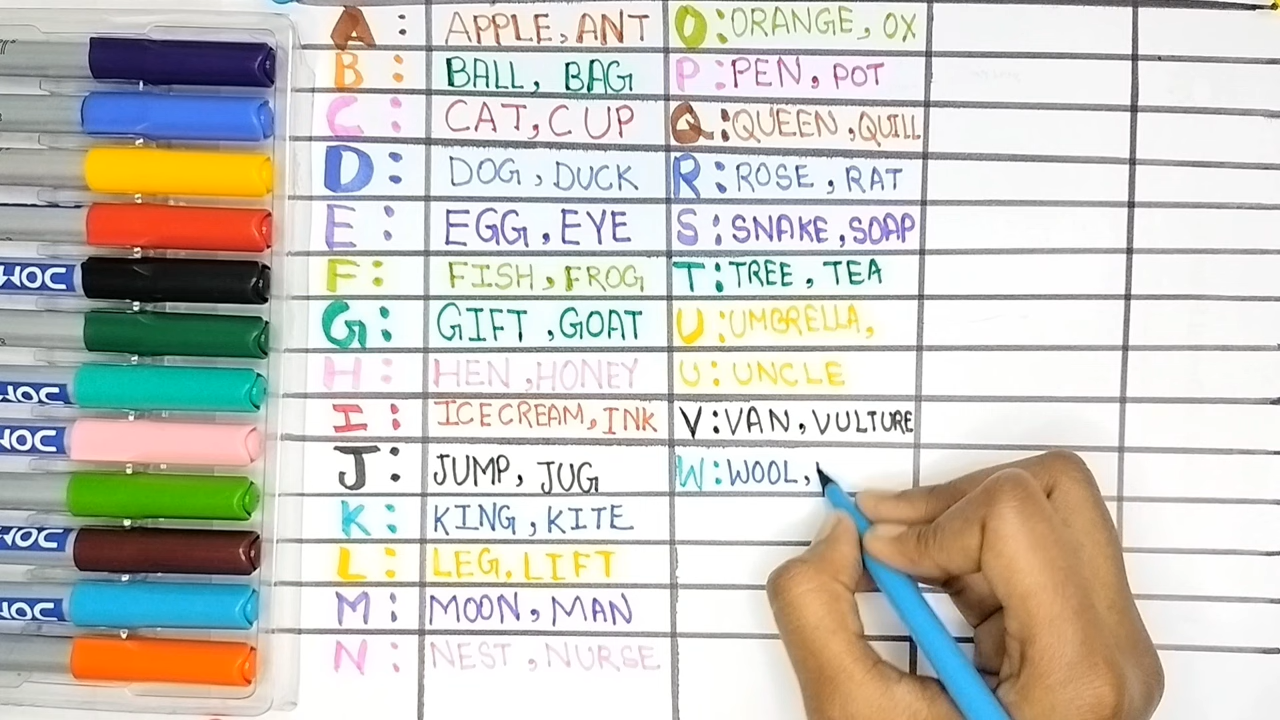 A : APPLE, ANT
B : BALL, BAG
C : CAT, CUP
D : DOG, DUCK
E : EGG, EYE
F : FISH, FROG
G : GIFT, GOAT
H : HEN, HONEY
I : ICECREAM, INK
J : JUMP, JUG
K : KING, KITE
L : LEG. LIFT
M : MOON, MAN
N : NEST, NURSE
O : ORANGE, OX
P : PEN, POT
Q : QUEEN, QUILL
R : ROSE, RAT
S : SNAKE, SOAP
T : TREE, TEA
U : UMBRELLA,
U : UNCLE
V : VAN, VULTURE
W : WOOL,